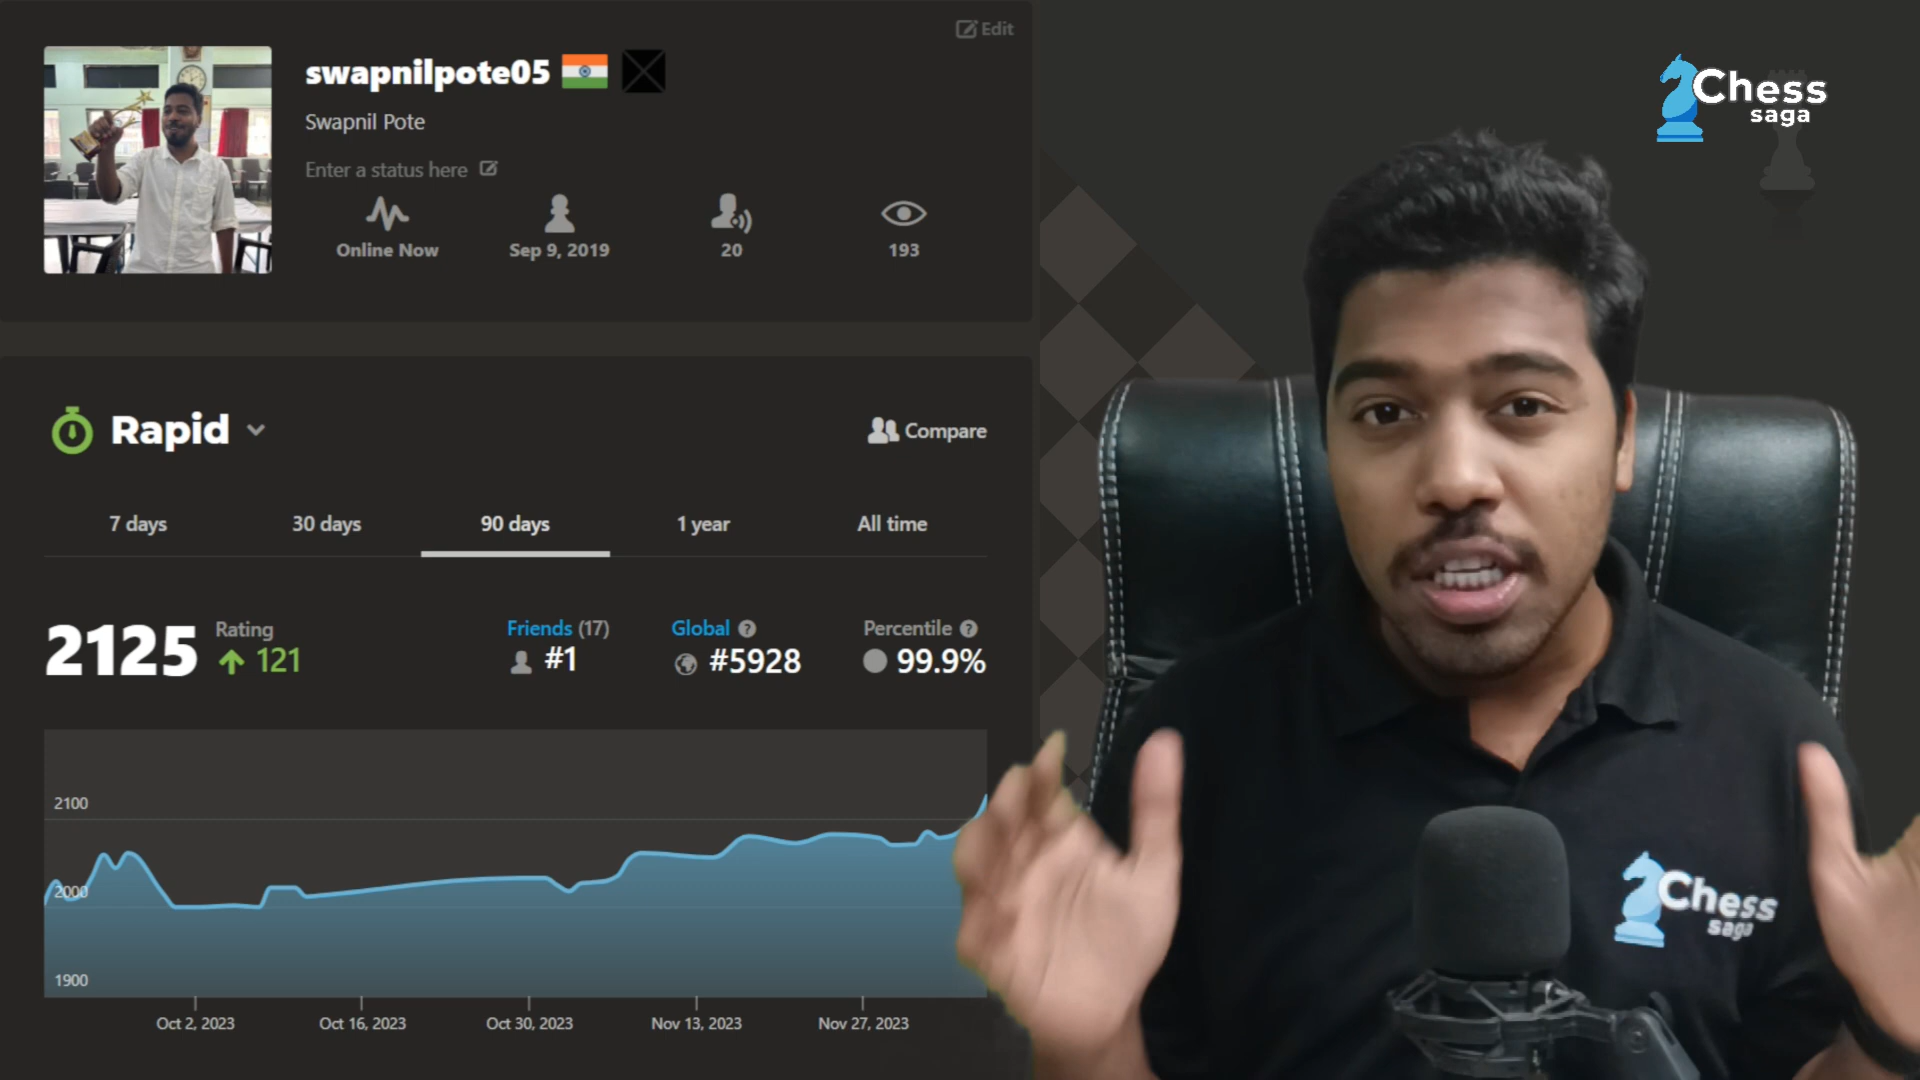 Edit
swapnilpote05
Swapnil Pote
Enter a status here
Online Now
Sep 9, 2019
20
193
Rapid
Compare
7 days
30 days
90 days
1 year
All time
2125
Rating
121
Friends (17)
#1
Global ?
#5928
Percentile ?
99.9%
2100
2000
1900
Oct 2, 2023
Oct 16, 2023
Oct 30, 2023
Nov 13, 2023
Nov 27, 2023
Chess
saga
Chess
saga